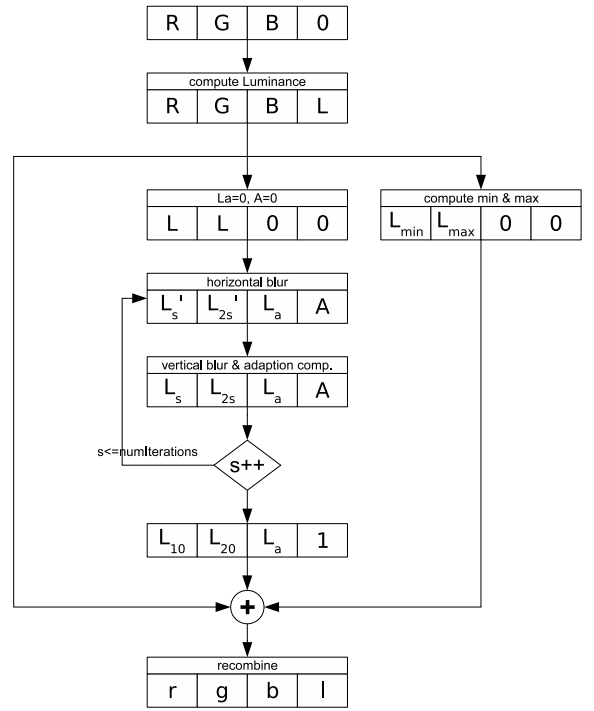 R G B 0
compute Luminance
R G B L
La=0, A=0
L L 0 0
compute min & max
Lmin Lmax 0 0
horizontal blur
Ls' L2s' La A
vertical blur & adaption comp.
Ls L2s La A
s<=numIterations
s++
L10 L20 La 1
+
recombine
r g b l